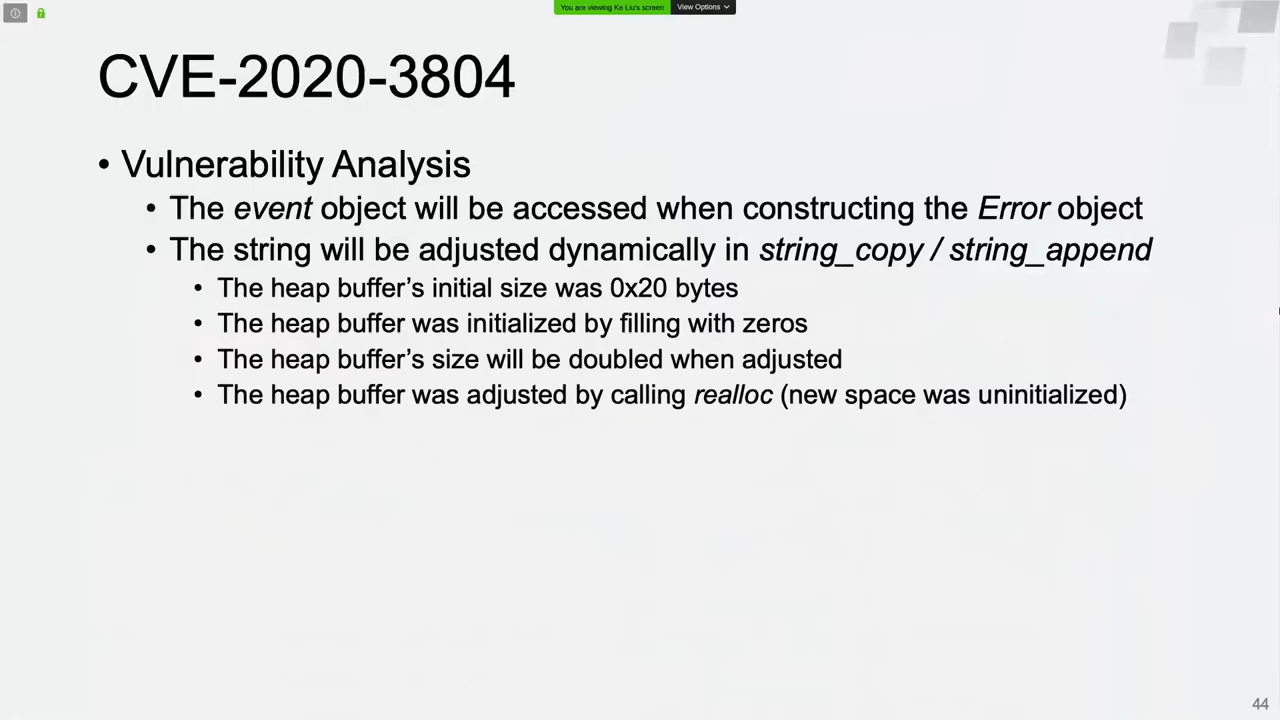 You are viewing Ke Liu's screen
View Options
CVE-2020-3804
• Vulnerability Analysis
• The event object will be accessed when constructing the Error object
• The string will be adjusted dynamically in string_copy / string_append
• The heap buffer’s initial size was 0x20 bytes
• The heap buffer was initialized by filling with zeros
• The heap buffer’s size will be doubled when adjusted
• The heap buffer was adjusted by calling realloc (new space was uninitialized)
44